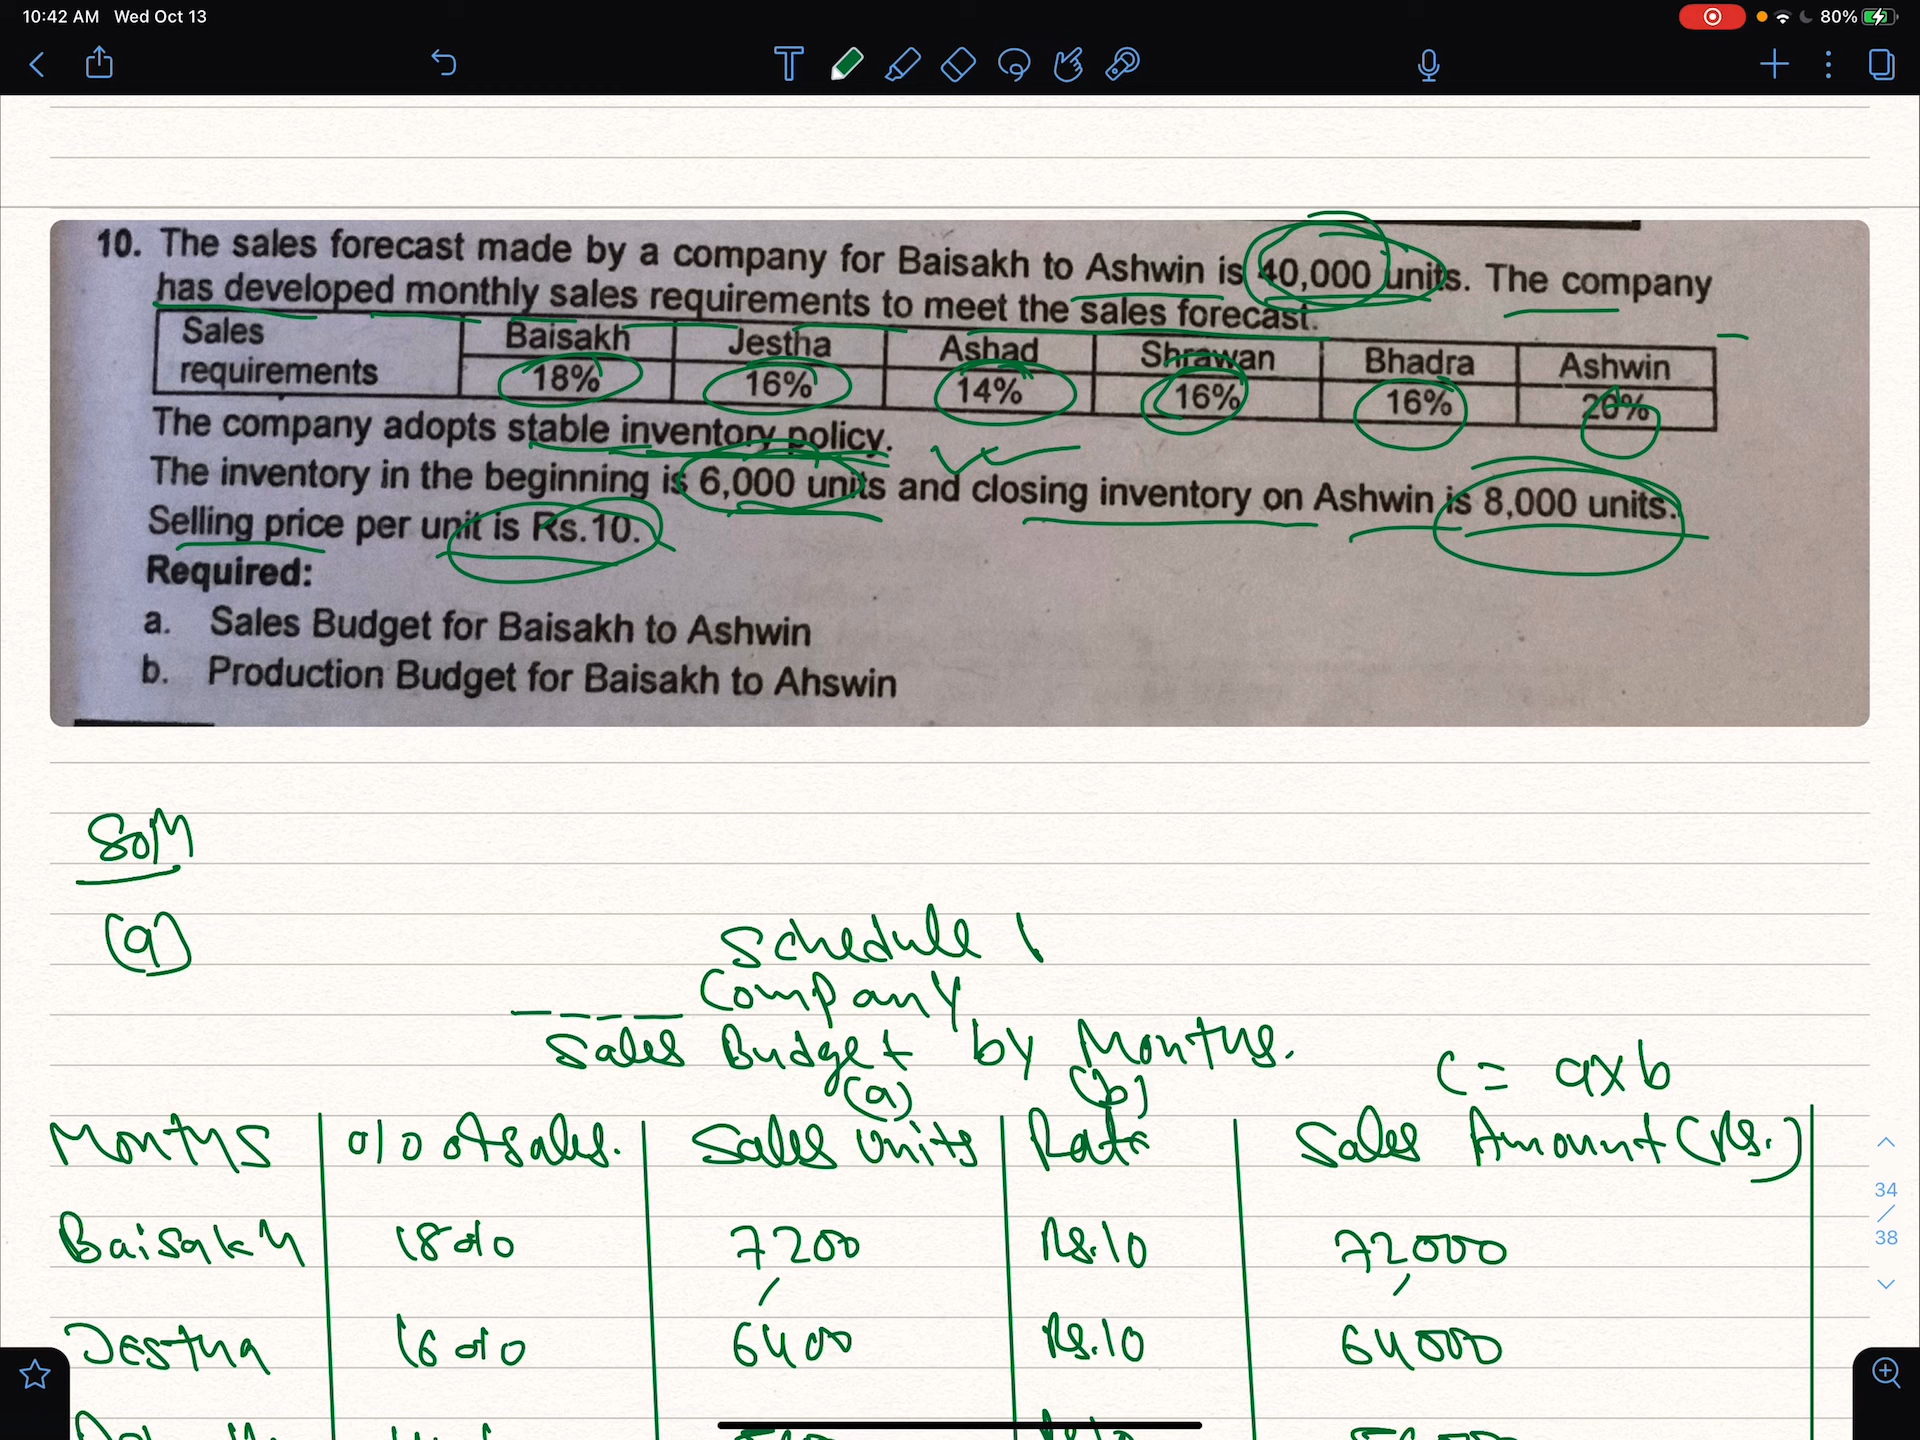 10:42 AM Wed Oct 13
80%
T
10. The sales forecast made by a company for Baisakh to Ashwin is 40,000 units. The company
has developed monthly sales requirements to meet the sales forecast.
Sales requirements Baisakh Jestha Ashad Shrawan Bhadra Ashwin
18% 16% 14% 16% 16% 20%
The company adopts stable inventory policy.
The inventory in the beginning is 6,000 units and closing inventory on Ashwin is 8,000 units.
Selling price per unit is Rs.10.
Required:
a. Sales Budget for Baisakh to Ashwin
b. Production Budget for Baisakh to Ahswin
Soln
(a)
Schedule 1
---- Company
Sales Budget by Months.
(a) (b) c = axb
Months % of sales. Sales Units Rate Sales Amount (Rs.)
Baisakh 18% 7200 Rs.10 72000
Jestha 16% 6400 Rs.10 64000
34
/
38